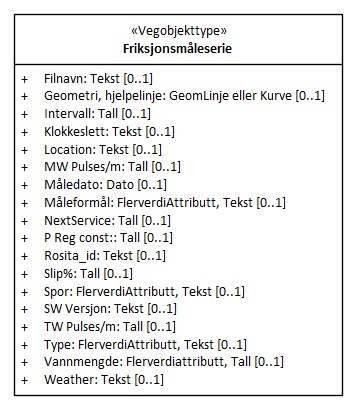 «Vegobjekttype»
Friksjonsmåleserie
+ Filnavn: Tekst [0..1]
+ Geometri, hjelpelinje: GeomLinje eller Kurve [0..1]
+ Intervall: Tall [0..1]
+ Klokkeslett: Tekst [0..1]
+ Location: Tekst [0..1]
+ MW Pulses/m: Tall [0..1]
+ Måledato: Dato [0..1]
+ Måleformål: FlerverdiAttributt, Tekst [0..1]
+ NextService: Tall [0..1]
+ P Reg const:: Tall [0..1]
+ Rosita_id: Tekst [0..1]
+ Slip%: Tall [0..1]
+ Spor: FlerverdiAttributt, Tekst [0..1]
+ SW Versjon: Tekst [0..1]
+ TW Pulses/m: Tall [0..1]
+ Type: FlerverdiAttributt, Tekst [0..1]
+ Vannmengde: Flerverdiattributt, Tall [0..1]
+ Weather: Tekst [0..1]